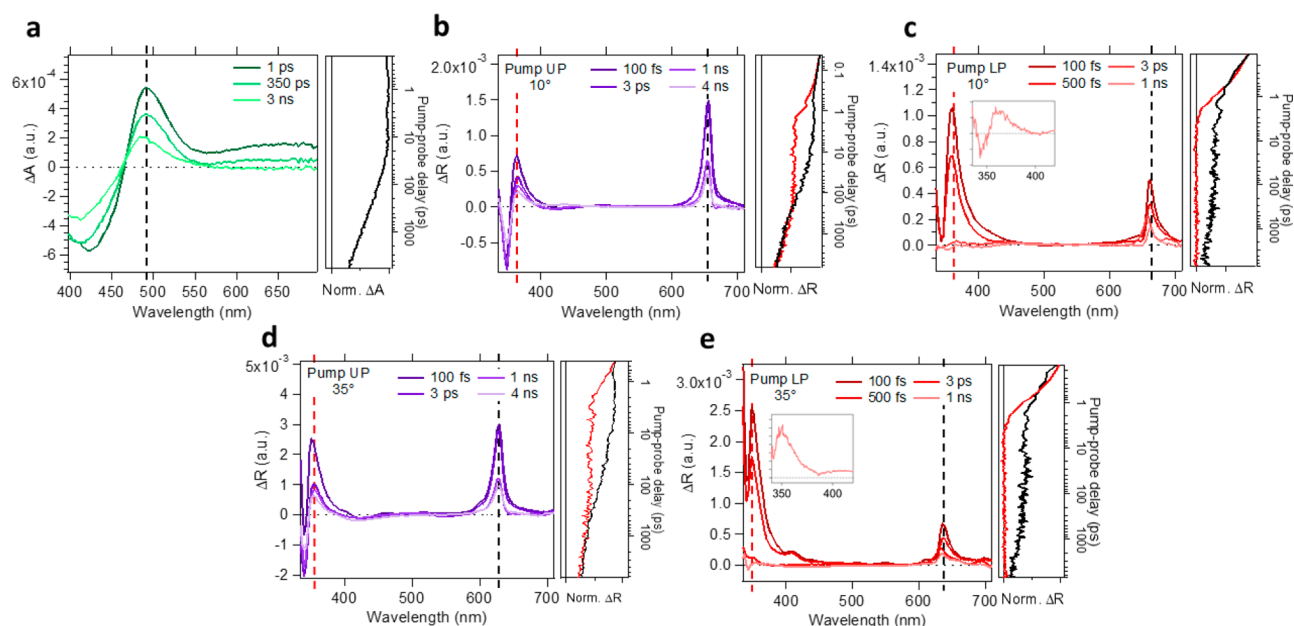 a
6x10⁻⁴
4
2
0
-2
-4
-6
ΔA (a.u.)
1 ps
350 ps
3 ns
400 450 500 550 600 650
Wavelength (nm)
1
10
100
1000
Pump-probe delay (ps)
Norm. ΔA
b
2.0x10⁻³
1.5
1.0
0.5
0.0
-0.5
ΔR (a.u.)
Pump UP
10°
100 fs 1 ns
3 ps 4 ns
400 500 600 700
Wavelength (nm)
0.1
1
10
100
1000
Pump-probe delay (ps)
Norm. ΔR
c
1.4x10⁻³
1.2
1.0
0.8
0.6
0.4
0.2
0.0
ΔR (a.u.)
Pump LP
10°
100 fs 3 ps
500 fs 1 ns
350 400
400 500 600 700
Wavelength (nm)
0.1
1
10
100
1000
Pump-probe delay (ps)
Norm. ΔR
d
5x10⁻³
4
3
2
1
0
-1
-2
ΔR (a.u.)
Pump UP
35°
100 fs 1 ns
3 ps 4 ns
400 500 600 700
Wavelength (nm)
1
10
100
1000
Pump-probe delay (ps)
Norm. ΔR
e
3.0x10⁻³
2.5
2.0
1.5
1.0
0.5
0.0
ΔR (a.u.)
Pump LP
35°
100 fs 3 ps
500 fs 1 ns
350 400
400 500 600 700
Wavelength (nm)
1
10
100
1000
Pump-probe delay (ps)
Norm. ΔR